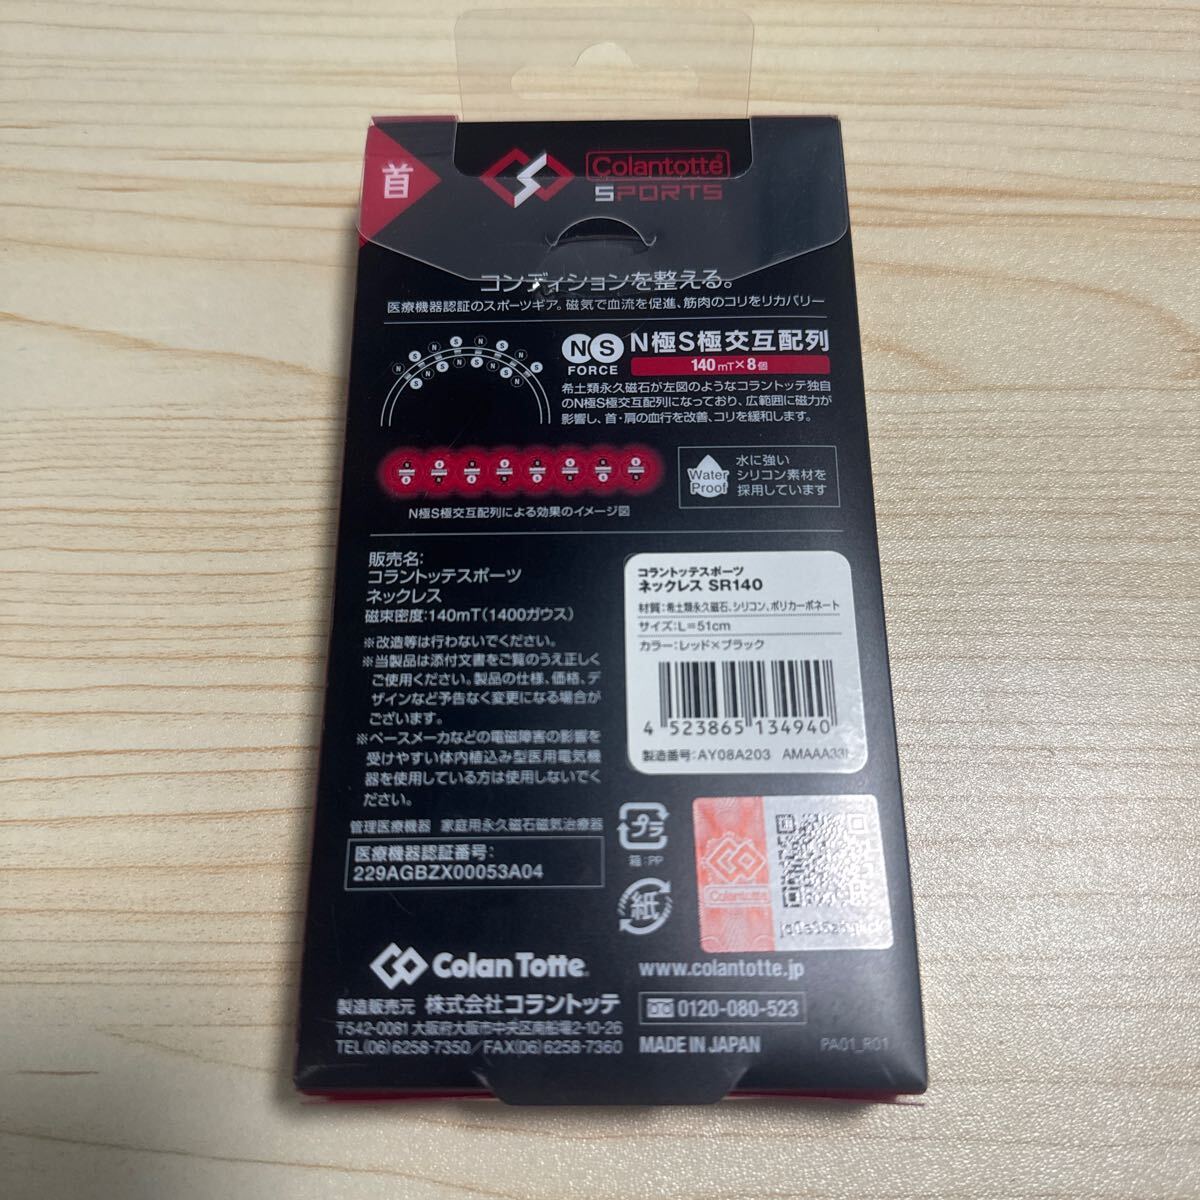 首
Colantotte
SPORTS
コンディションを整える。
医療機器認証のスポーツギア。磁気で血流を促進、筋肉のコリをリカバリー
NS
FORCE
N極S極交互配列
140mT×8個
希土類永久磁石が左図のようなコラントッテ独自
のN極S極交互配列になっており、広範囲に磁力が
影響し、首・肩の血行を改善、コリを緩和します。
N極S極交互配列による効果のイメージ図
Water
Proof
水に強い
シリコン素材を
採用しています
販売名:
コラントッテスポーツ
ネックレス
磁束密度:140mT(1400ガウス)
※改造等は行わないでください。
※当製品は添付文書をご覧のうえ正しく
ご使用ください。製品の仕様、価格、デ
ザインなど予告なく変更になる場合が
ございます。
※ペースメーカなどの電磁障害の影響を
受けやすい体内植込み型医用電気機
器を使用している方は使用しないでく
ださい。
管理医療機器 家庭用永久磁石磁気治療器
医療機器認証番号:
229AGBZX00053A04
コラントッテスポーツ
ネックレス SR140
材質:希土類永久磁石、シリコン、ポリカーボネート
サイズ:L=51cm
カラー:レッド×ブラック
4 523865 134940
製造番号:AY08A203 AMAAA33
プラ
箱:PP
紙
Colantotte
Colan Totte.
製造販売元 株式会社コラントッテ
〒542-0081 大阪府大阪市中央区南船場2-10-26
TEL(06)6258-7350／FAX(06)6258-7360
www.colantotte.jp
0120-080-523
MADE IN JAPAN
PA01_R01